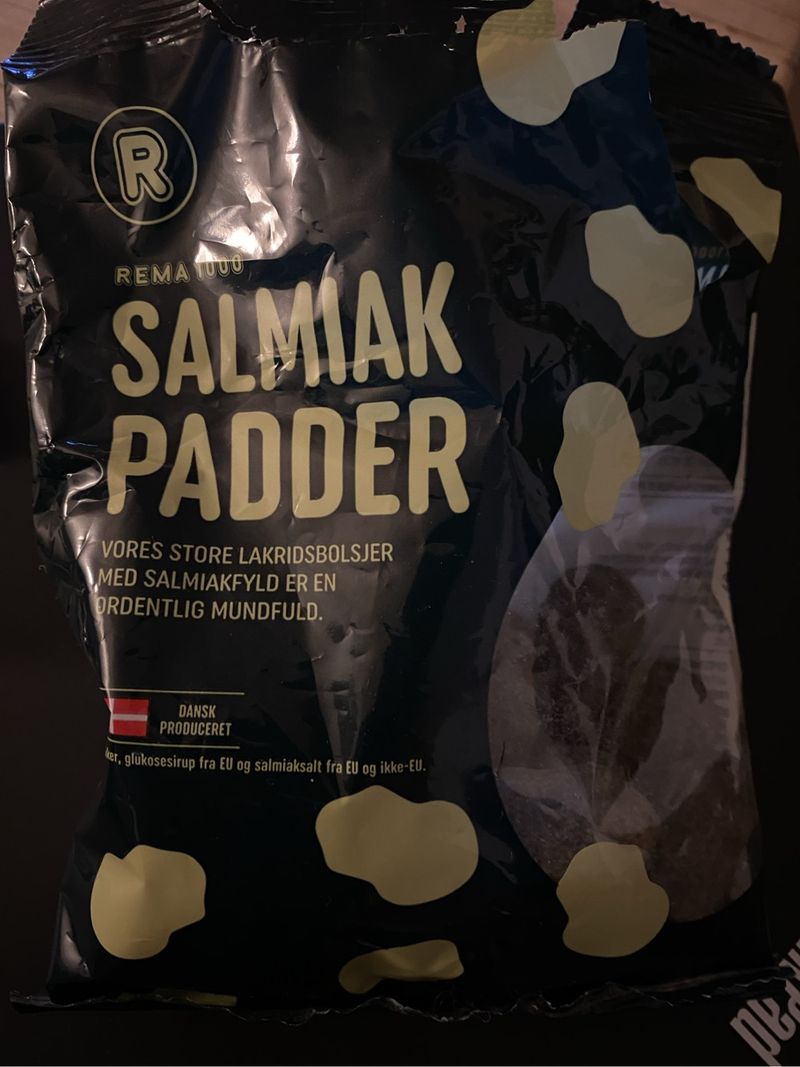 R
REMA 1000
SALMIAK
PADDER
VORES STORE LAKRIDSBOLSJER
MED SALMIAKFYLD ER EN
ORDENTLIG MUNDFULD.
DANSK
PRODUCERET
glukosesirup fra EU og salmiaksalt fra EU og ikke-EU.